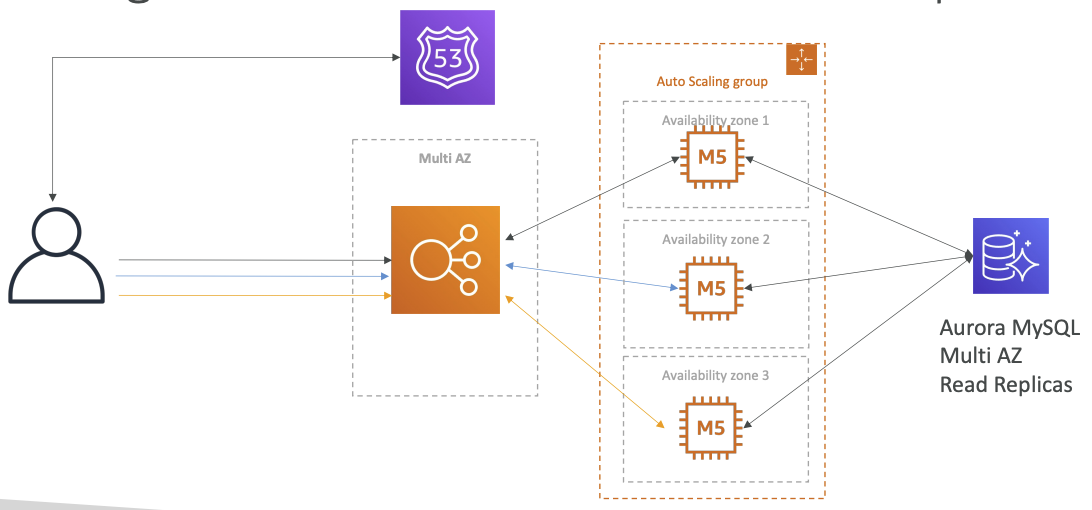 53
Auto Scaling group
Availability zone 1
M5
Multi AZ
Availability zone 2
M5
Availability zone 3
M5
Aurora MySQL
Multi AZ
Read Replicas